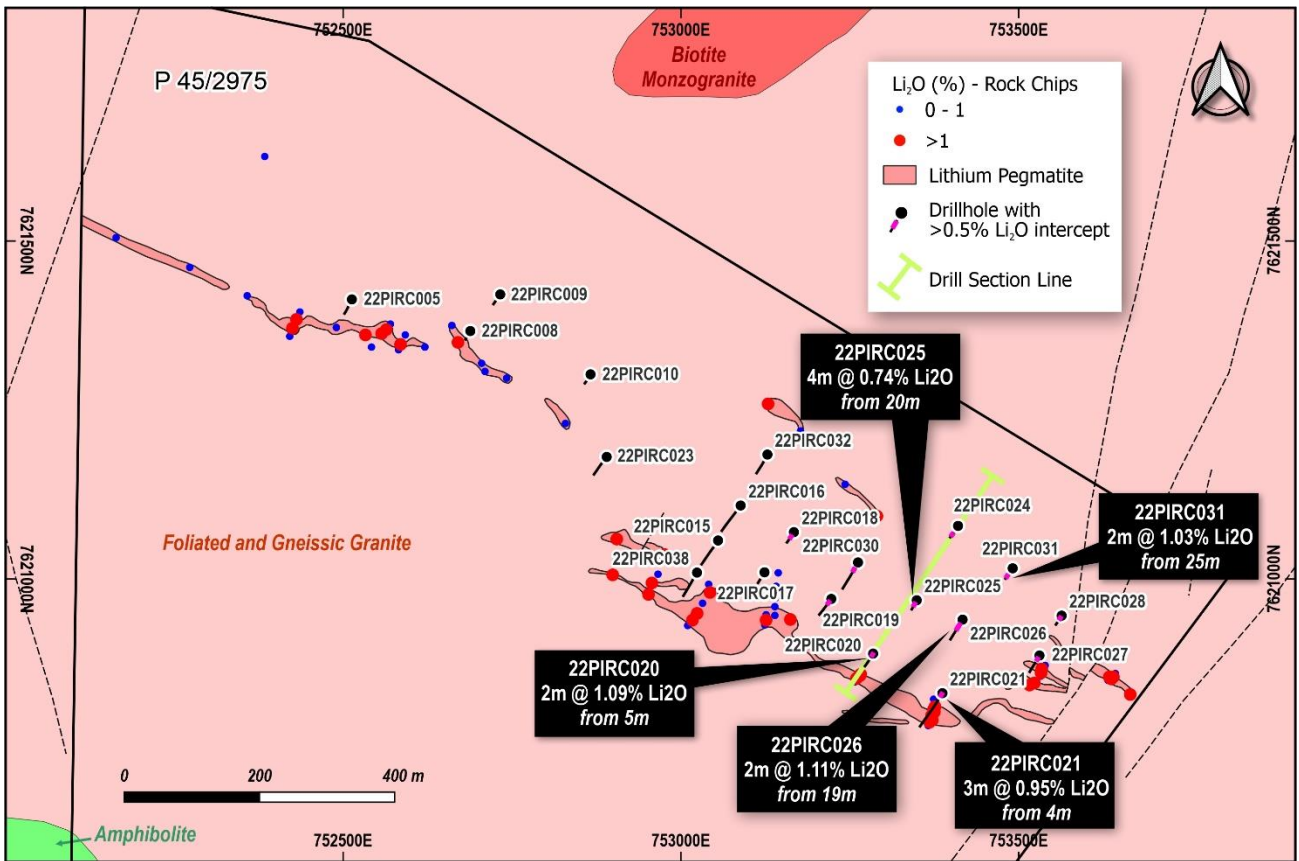 752500E
753000E
753500E
Biotite
Monzogranite
P 45/2975
Li₂O (%) - Rock Chips
0 - 1
>1
Lithium Pegmatite
Drillhole with
>0.5% Li₂O intercept
Drill Section Line
7621500N
7621500N
22PIRC005
22PIRC009
22PIRC008
22PIRC010
22PIRC025
4m @ 0.74% Li2O
from 20m
22PIRC023
22PIRC032
22PIRC016
22PIRC024
22PIRC015
22PIRC018
22PIRC031
2m @ 1.03% Li2O
from 25m
Foliated and Gneissic Granite
22PIRC038
22PIRC030
22PIRC031
7621000N
7621000N
22PIRC017
22PIRC025
22PIRC028
22PIRC019
22PIRC026
22PIRC020
22PIRC027
22PIRC020
2m @ 1.09% Li2O
from 5m
22PIRC021
22PIRC026
2m @ 1.11% Li2O
from 19m
22PIRC021
3m @ 0.95% Li2O
from 4m
0
200
400 m
Amphibolite
752500E
753000E
753500E